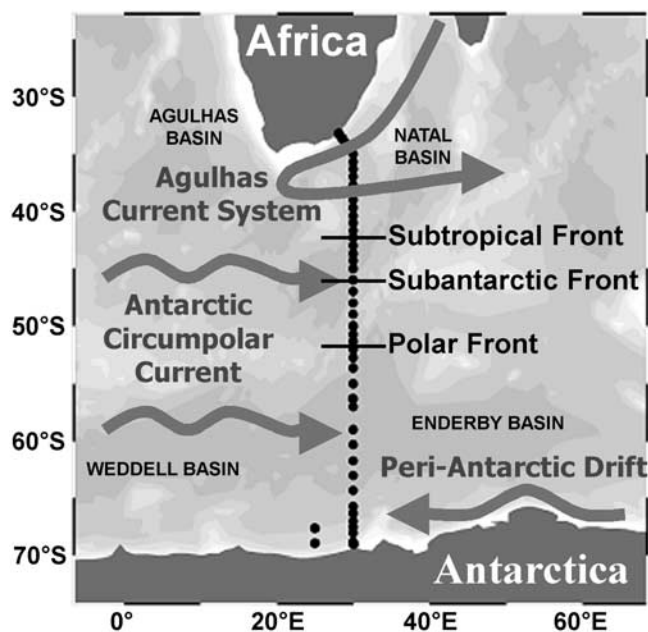 Africa
30°S
AGULHAS
BASIN
NATAL
BASIN
Agulhas
Current System
40°S
Subtropical Front
Subantarctic Front
Antarctic
Circumpolar
Current
50°S
Polar Front
ENDERBY BASIN
60°S
WEDDELL BASIN
Peri-Antarctic Drift
70°S
Antarctica
0°
20°E
40°E
60°E